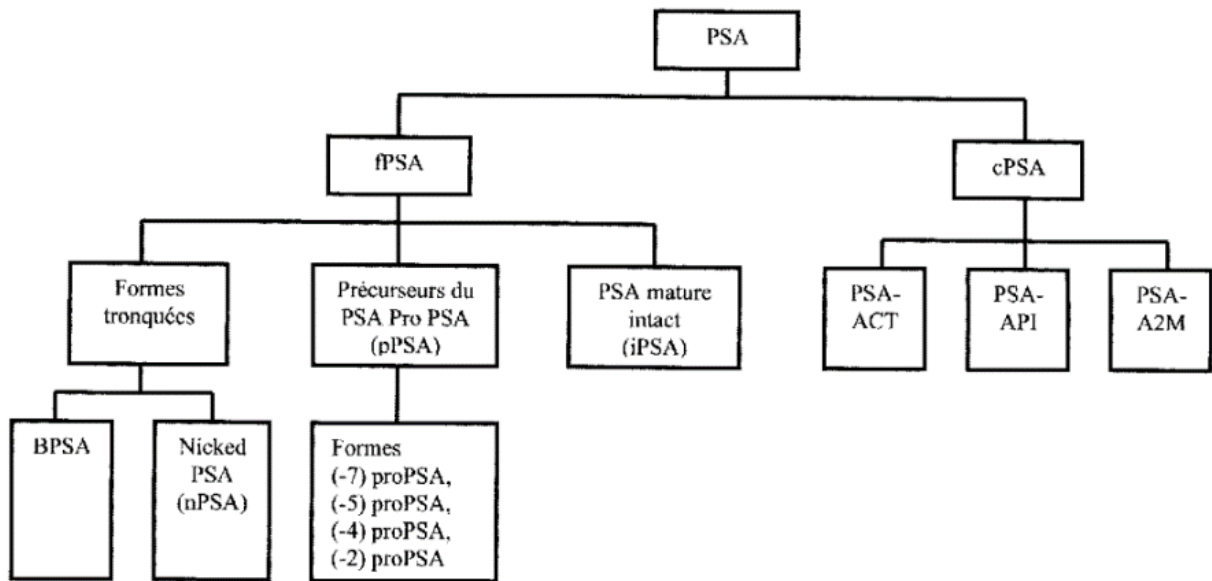 PSA
fPSA
cPSA
Formes
tronquées
Précurseurs du
PSA Pro PSA
(pPSA)
PSA mature
intact
(iPSA)
PSA-
ACT
PSA-
API
PSA-
A2M
BPSA
Nicked
PSA
(nPSA)
Formes
(-7) proPSA,
(-5) proPSA,
(-4) proPSA,
(-2) proPSA